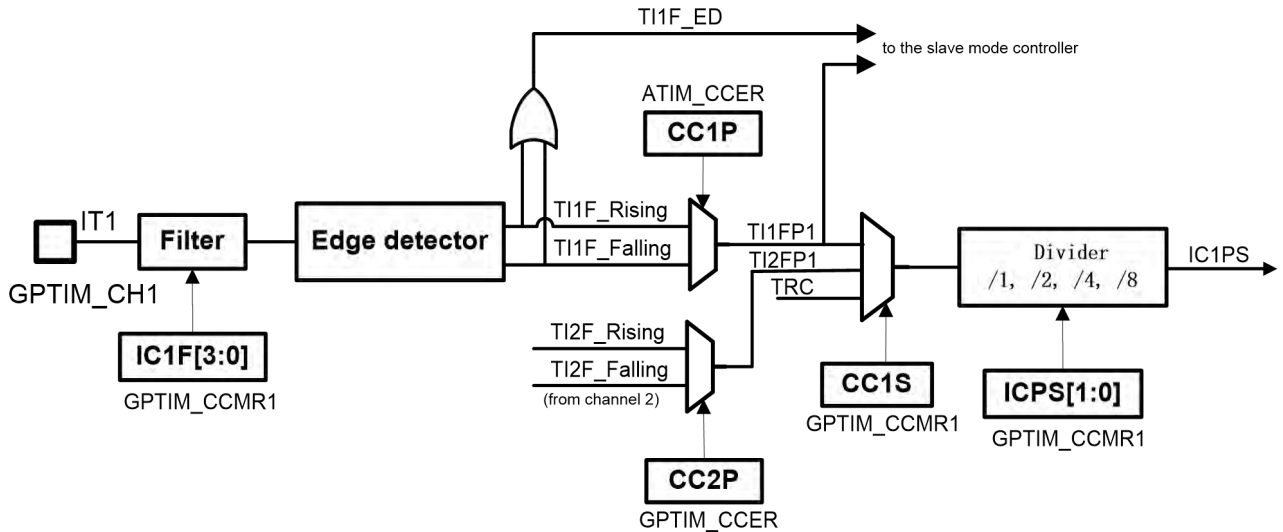 TI1F_ED
to the slave mode controller
ATIM_CCER
CC1P
IT1
Filter
Edge detector
TI1F_Rising
TI1F_Falling
TI1FP1
TI2FP1
TRC
Divider
/1, /2, /4, /8
IC1PS
GPTIM_CH1
IC1F[3:0]
GPTIM_CCMR1
TI2F_Rising
TI2F_Falling
(from channel 2)
CC1S
GPTIM_CCMR1
ICPS[1:0]
GPTIM_CCMR1
CC2P
GPTIM_CCER